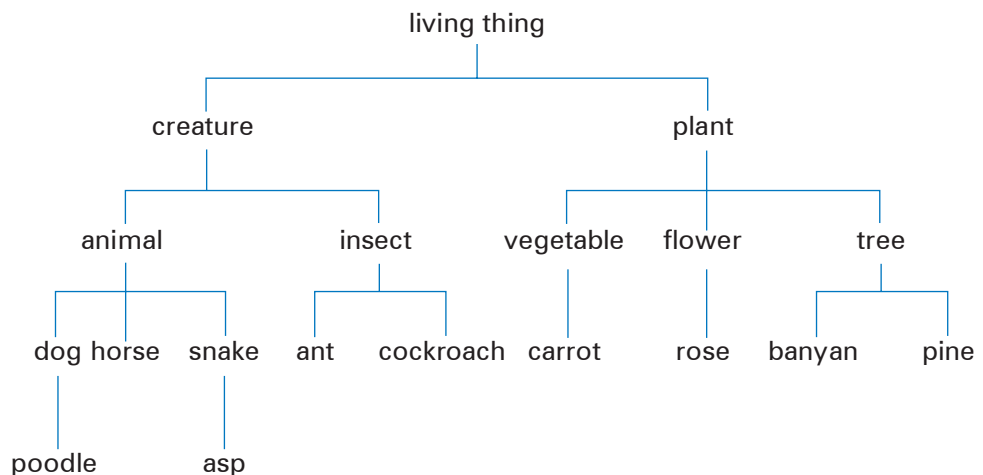 living thing
creature plant
animal insect vegetable flower tree
dog horse snake ant cockroach carrot rose banyan pine
poodle asp